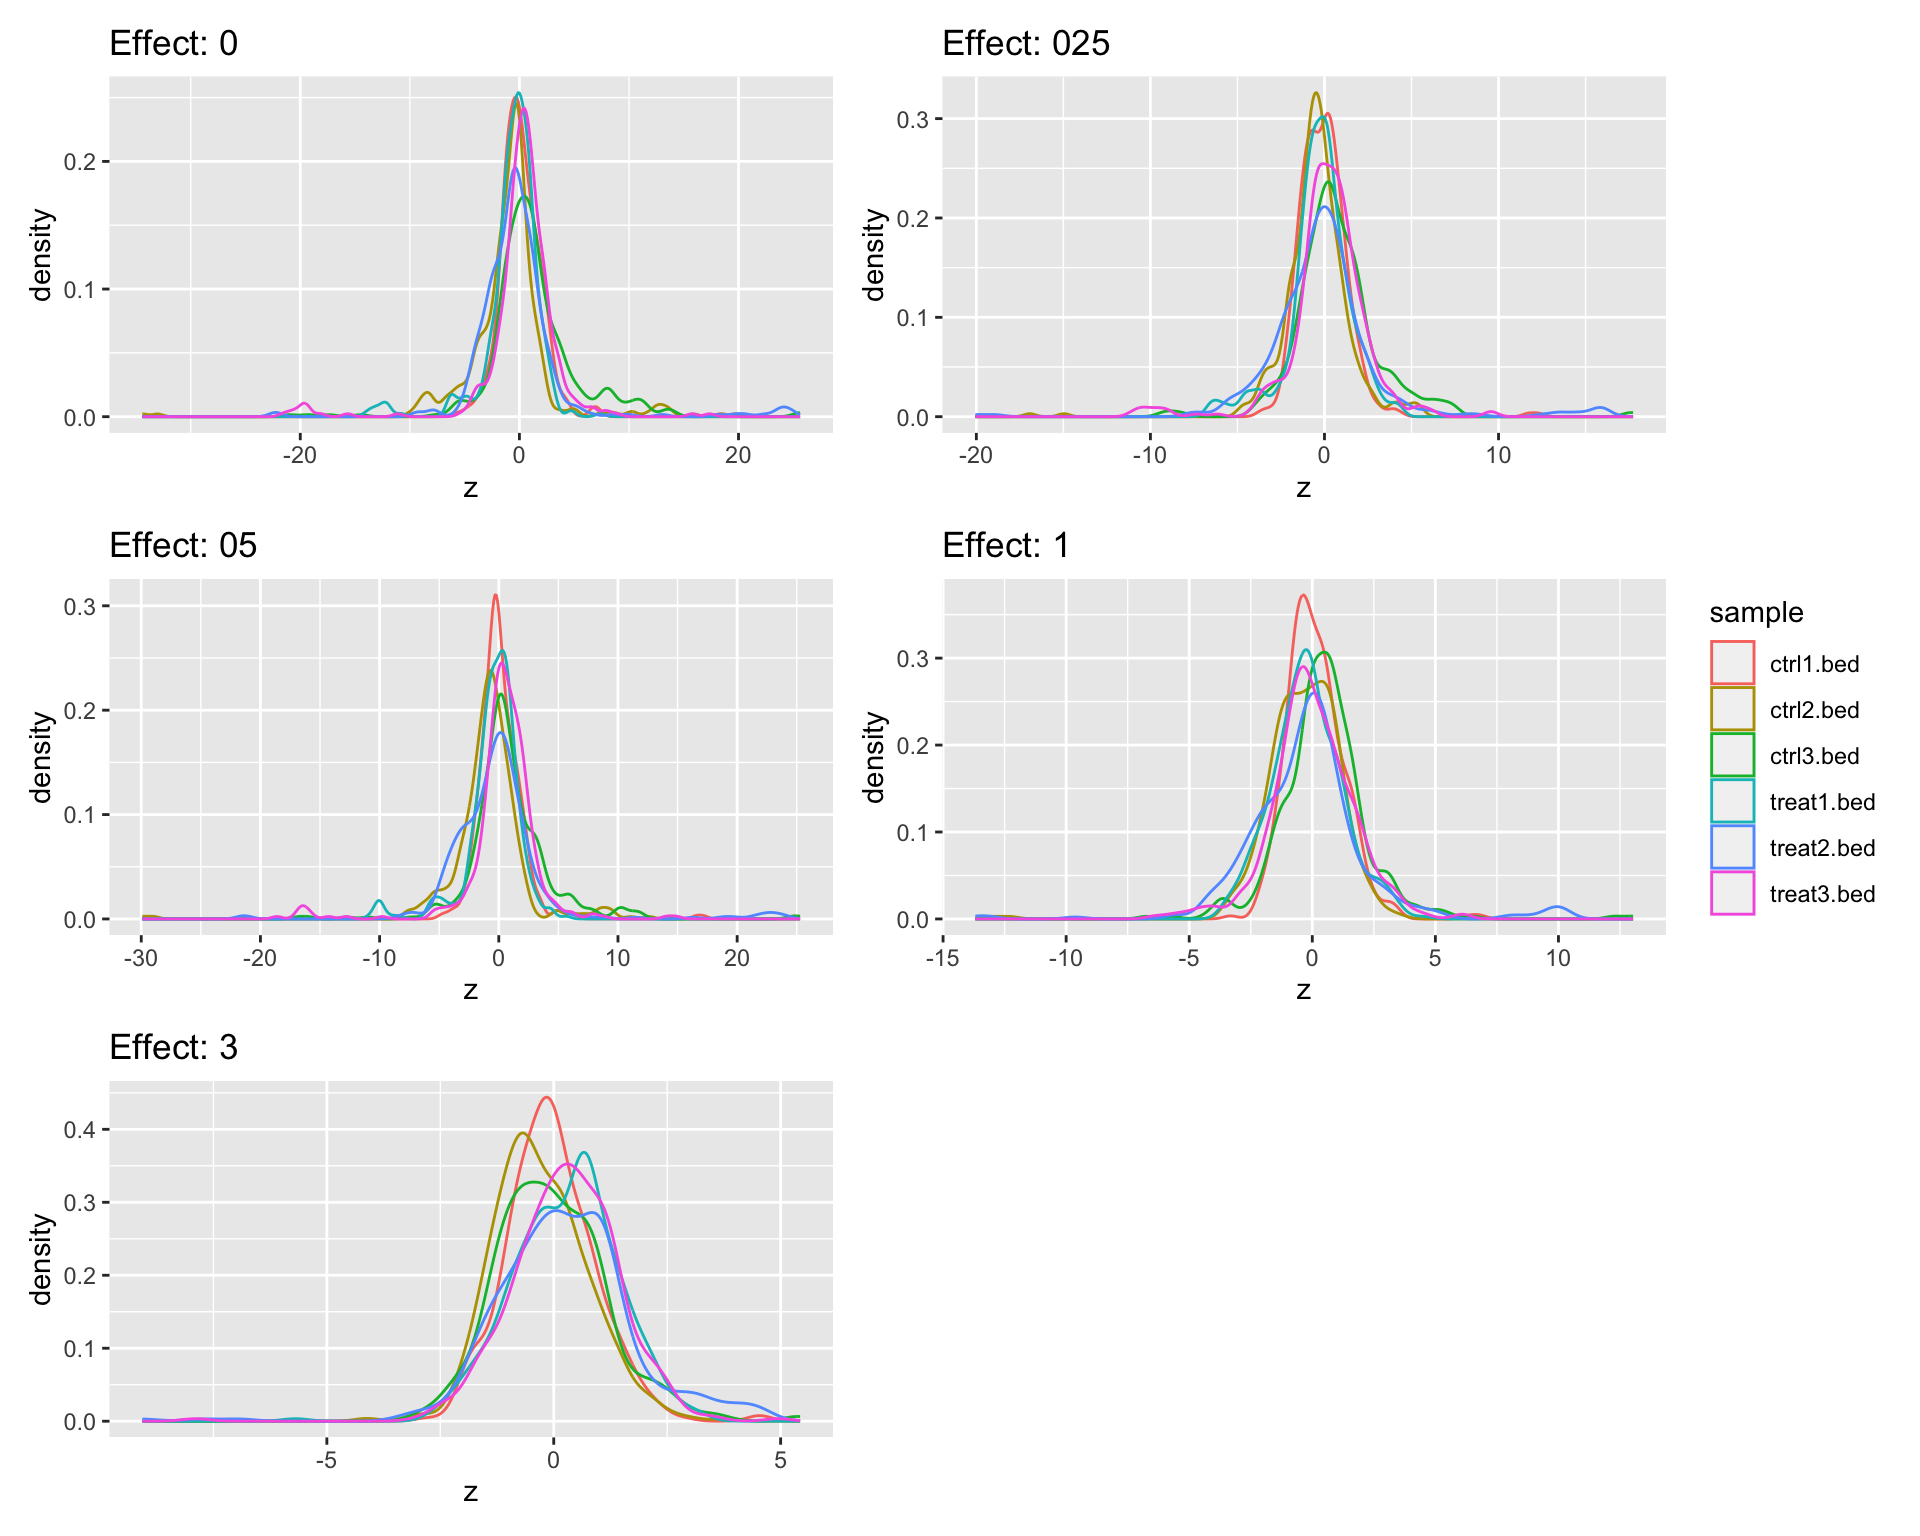 Effect: 0
density
0.2
0.1
0.0
-20 0 20
z
Effect: 025
density
0.3
0.2
0.1
0.0
-20 -10 0 10
z
Effect: 05
density
0.3
0.2
0.1
0.0
-30 -20 -10 0 10 20
z
Effect: 1
density
0.3
0.2
0.1
0.0
-15 -10 -5 0 5 10
z
sample
ctrl1.bed
ctrl2.bed
ctrl3.bed
treat1.bed
treat2.bed
treat3.bed
Effect: 3
density
0.4
0.3
0.2
0.1
0.0
-5 0 5
z